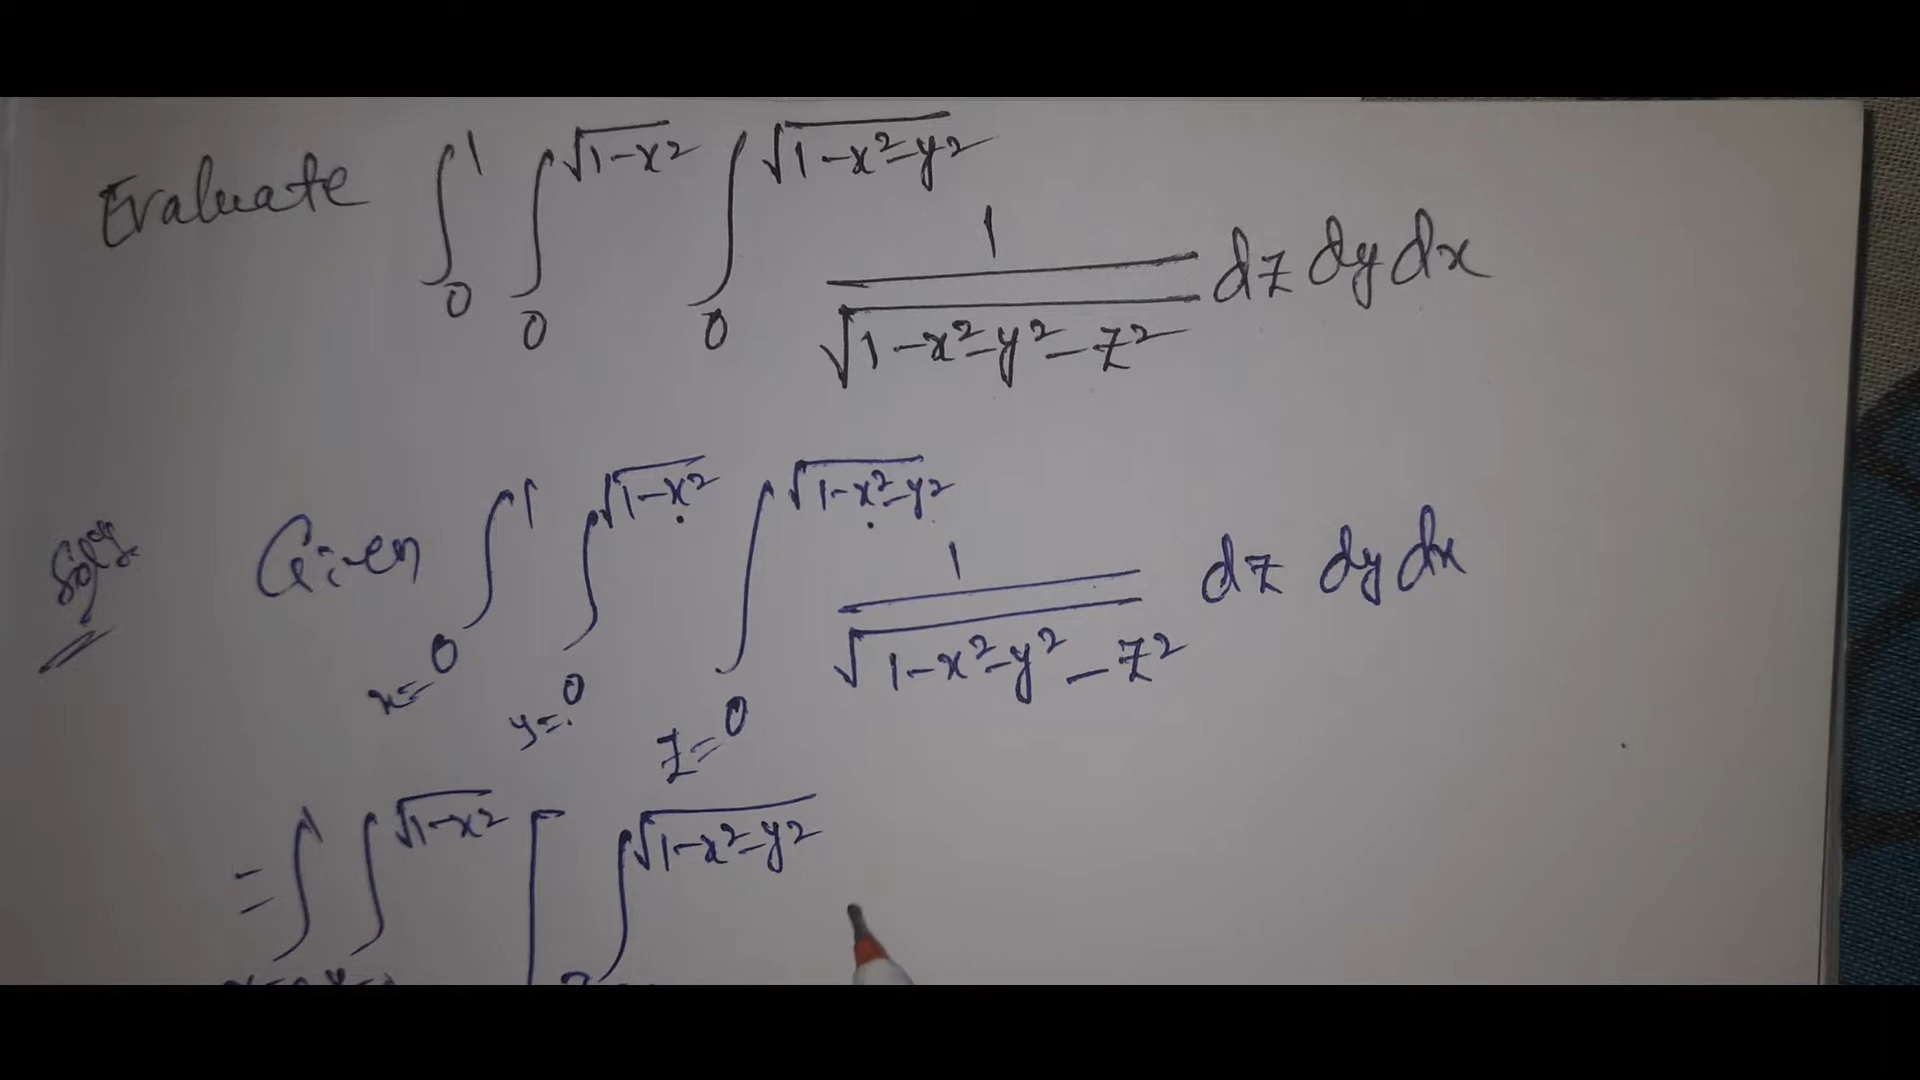 Evaluate ∫₀¹ ∫₀^√(1-x²) ∫₀^√(1-x²-y²) 1/√(1-x²-y²-z²) dz dy dx
Given ∫_{x=0}^1 ∫_{y=0}^√(1-x²) ∫_{z=0}^√(1-x²-y²) 1/√(1-x²-y²-z²) dz dy dx
= ∫^1 ∫^√(1-x²) [ ∫^√(1-x²-y²)